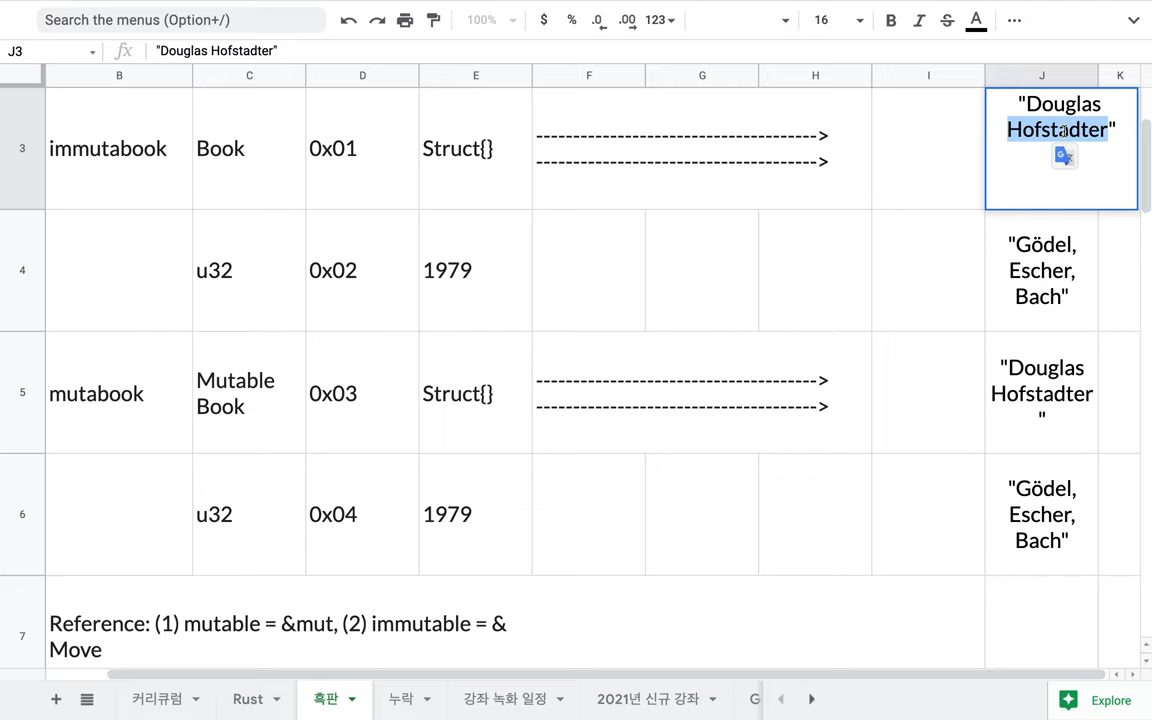 Search the menus (Option+/)
100%
$ % .0 .00 123
16
B I S A
J3
fx
"Douglas Hofstadter"
B C D E F G H I J K
3
immutabook
Book
0x01
Struct{}
------------------------------------->
------------------------------------->
"Douglas
Hofstadter"
4
u32
0x02
1979
"Gödel,
Escher,
Bach"
5
mutabook
Mutable
Book
0x03
Struct{}
------------------------------------->
------------------------------------->
"Douglas
Hofstadter
"
6
u32
0x04
1979
"Gödel,
Escher,
Bach"
7
Reference: (1) mutable = &mut, (2) immutable = &
Move
커리큘럼
Rust
흑판
누락
강좌 녹화 일정
2021년 신규 강좌
G
Explore